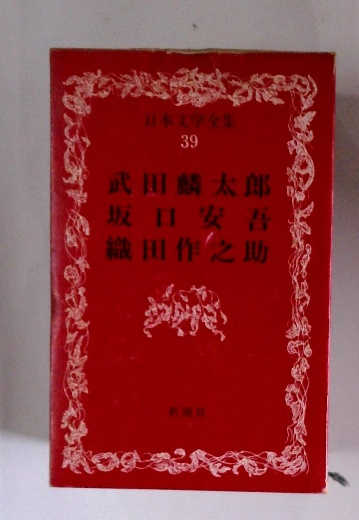 日本文学全集
39
武田麟太郎
坂口安吾
織田作之助
新潮社